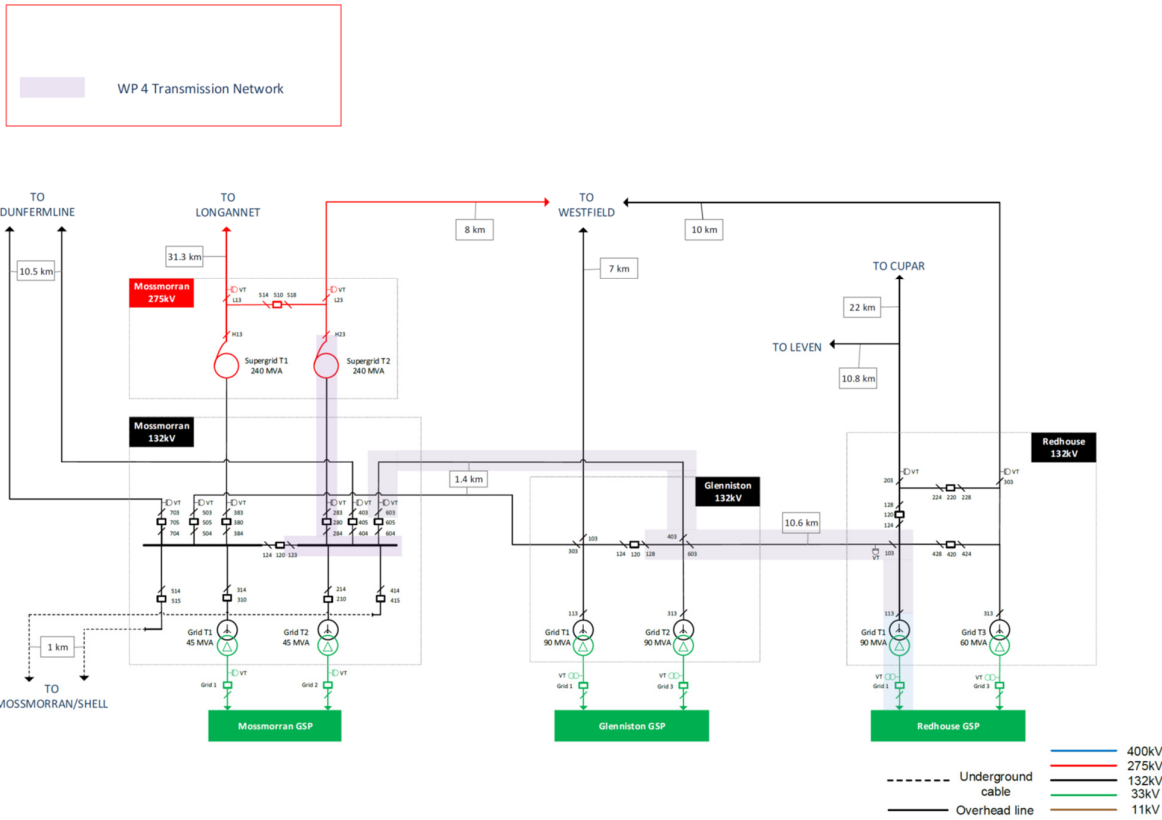 WP 4 Transmission Network
TO
DUNFERMLINE
TO
LONGANNET
TO
WESTFIELD
8 km
10 km
31.3 km
10.5 km
7 km
TO CUPAR
22 km
TO LEVEN
10.8 km
Mossmorran
275kV
VT
L13
514 510 518
VT
L23
H13
H23
Supergrid T1
240 MVA
Supergrid T2
240 MVA
Mossmorran
132kV
Redhouse
132kV
1.4 km
Glenniston
132kV
10.6 km
VT
703
705
704
VT
503
505
504
VT
383
380
384
VT
283
280
284
VT
403
405
404
VT
603
605
604
124 120 123
VT
203
224 220 228
VT
303
128
120
124
103
303
124 120 128
403
603
VT
103
428 420 424
514
515
314
310
214
210
414
415
113
313
113
313
Grid T1
45 MVA
Grid T2
45 MVA
Grid T1
90 MVA
Grid T2
90 MVA
Grid T1
90 MVA
Grid T3
60 MVA
1 km
TO
MOSSMORRAN/SHELL
VT
Grid 1
VT
Grid 2
VT
Grid 1
VT
Grid 3
VT
Grid 1
VT
Grid 3
Mossmorran GSP
Glenniston GSP
Redhouse GSP
Underground
cable
Overhead line
400kV
275kV
132kV
33kV
11kV